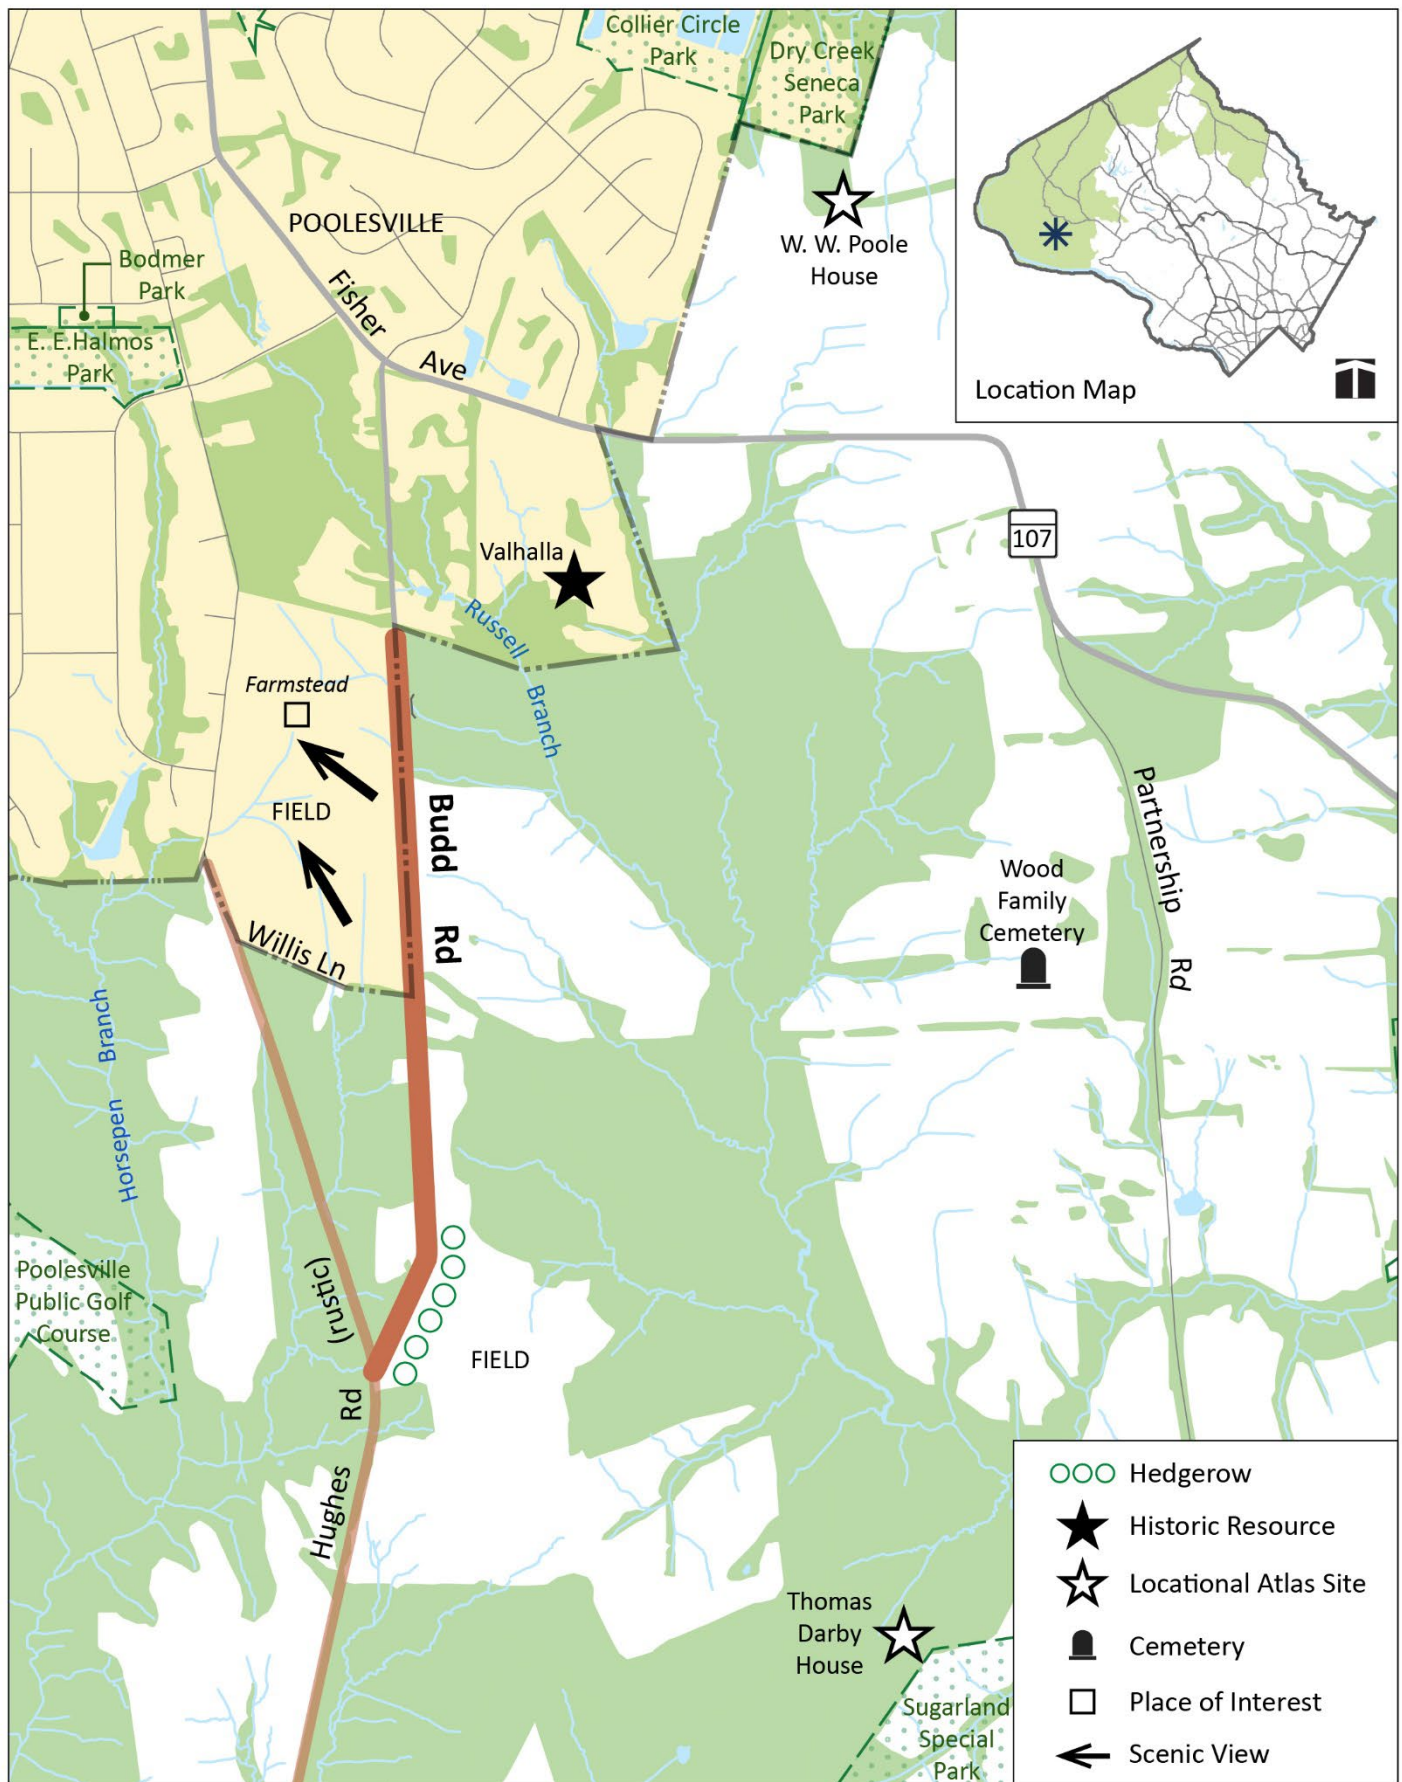 Collier Circle
Park
Dry Creek
Seneca
Park
POOLESVILLE
W. W. Poole
House
Bodmer
Park
E. E.Halmos
Park
Fisher
Ave
Location Map
107
Valhalla
Russell
Branch
Farmstead
FIELD
Budd
Rd
Willis Ln
Partnership
Rd
Wood
Family
Cemetery
Horsepen
Branch
Poolesville
Public Golf
Course
(rustic)
FIELD
Rd
Hughes
Thomas
Darby
House
Sugarland
Special
Park
Hedgerow
Historic Resource
Locational Atlas Site
Cemetery
Place of Interest
Scenic View